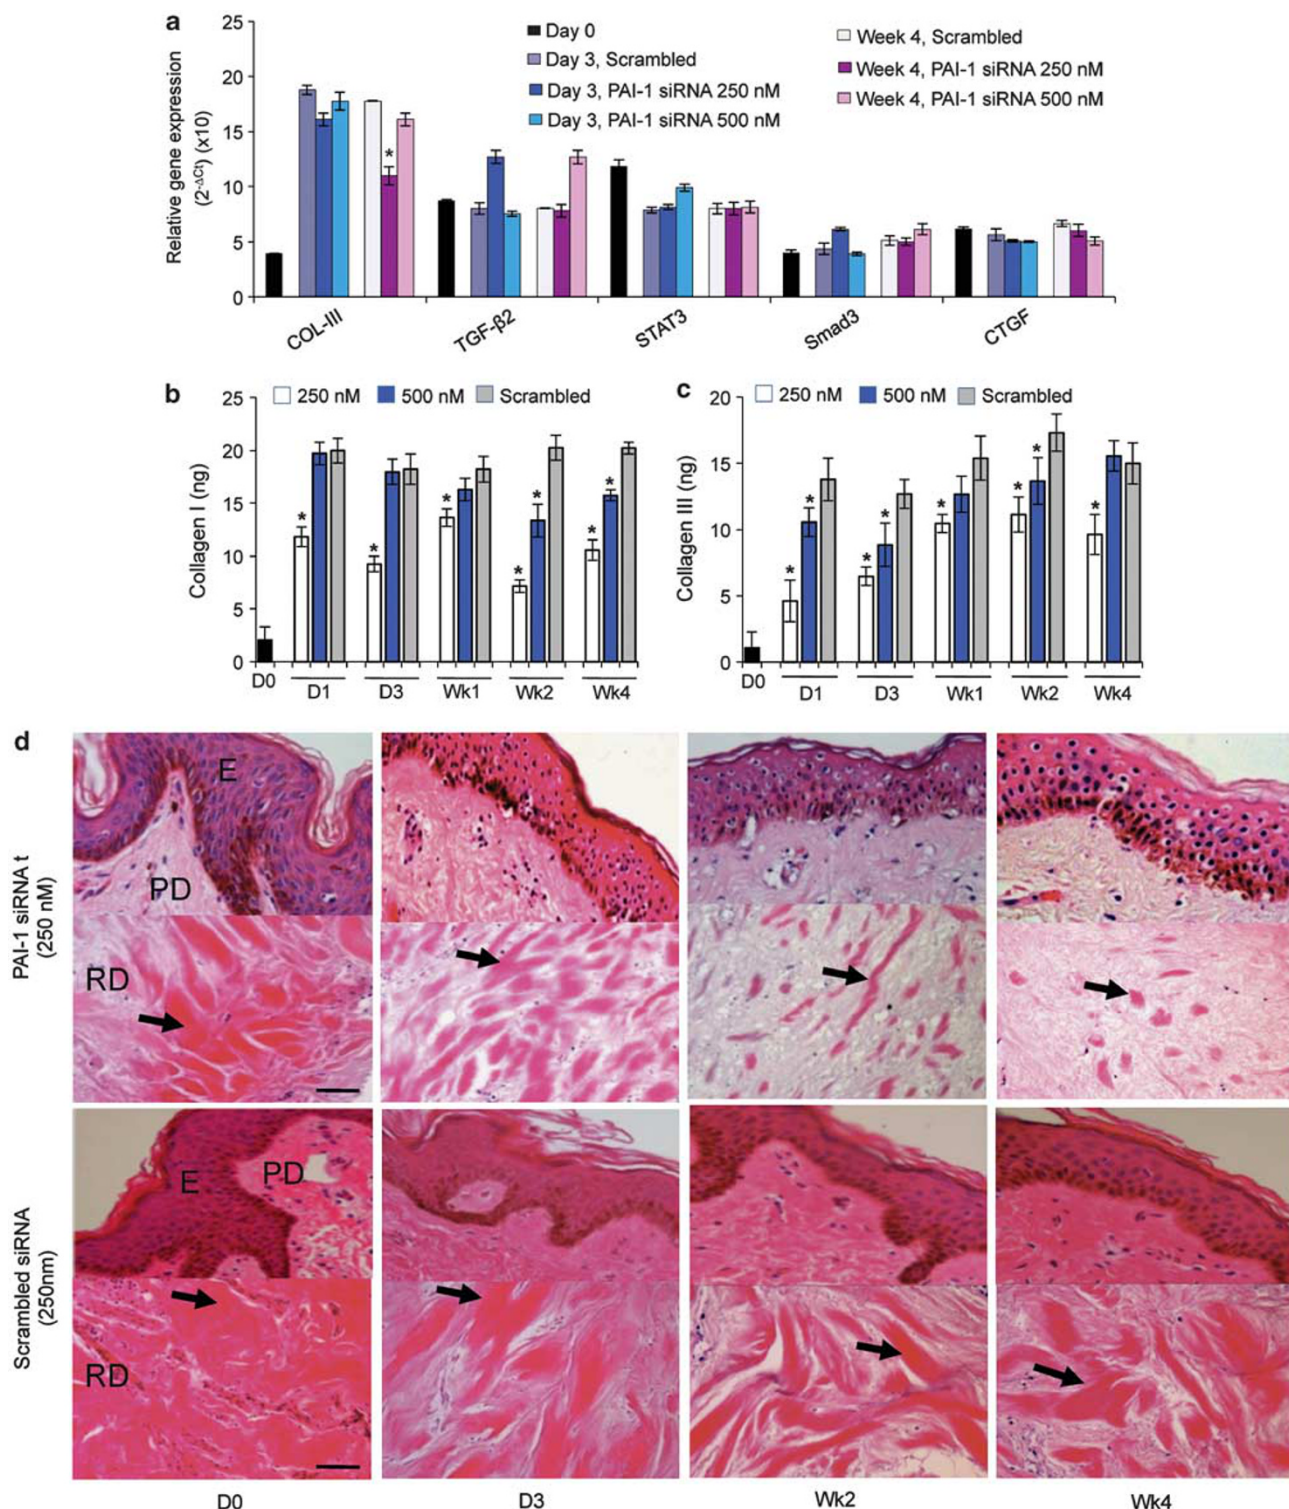 a
25
20
15
10
5
0
Relative gene expression
(2-ΔCt) (x10)
Day 0
Day 3, Scrambled
Day 3, PAI-1 siRNA 250 nM
Day 3, PAI-1 siRNA 500 nM
Week 4, Scrambled
Week 4, PAI-1 siRNA 250 nM
Week 4, PAI-1 siRNA 500 nM
*
COL-III
TGF-β2
STAT3
Smad3
CTGF
b
250 nM 500 nM Scrambled
25
20
15
10
5
0
Collagen I (ng)
* * * * * * *
D0 D1 D3 Wk1 Wk2 Wk4
c
250 nM 500 nM Scrambled
20
15
10
5
0
Collagen III (ng)
* * * * * * * *
D0 D1 D3 Wk1 Wk2 Wk4
d
PAI-1 siRNA t
(250 nM)
E
PD
RD
Scrambled siRNA
(250nm)
E PD
RD
D0 D3 Wk2 Wk4